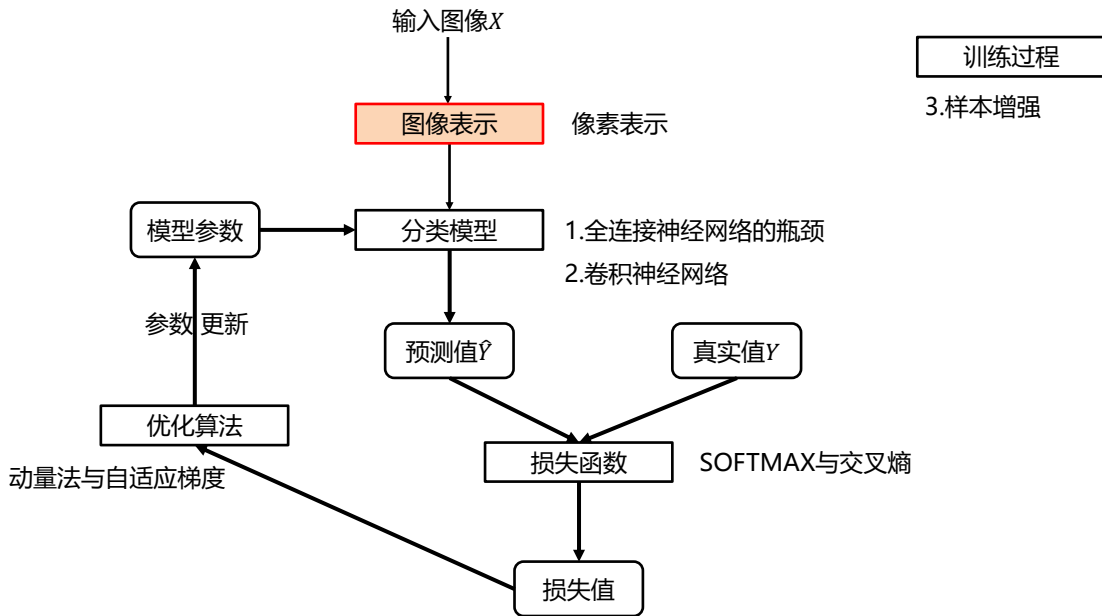 输入图像X
训练过程
图像表示
像素表示
3.样本增强
模型参数
分类模型
1.全连接神经网络的瓶颈
2.卷积神经网络
参数 更新
预测值Ŷ
真实值Y
优化算法
动量法与自适应梯度
损失函数
SOFTMAX与交叉熵
损失值